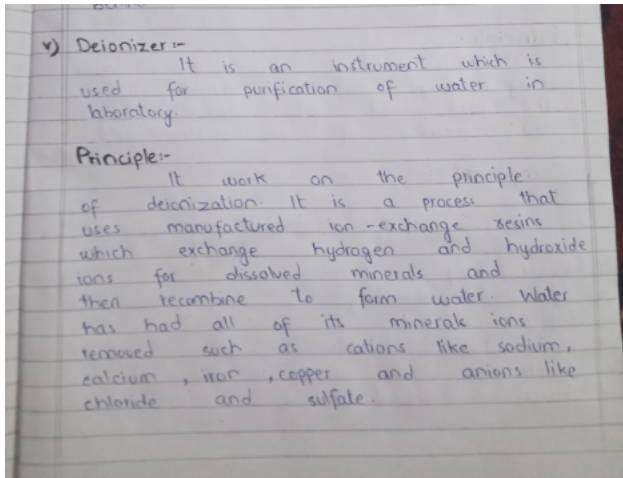 v) Deionizer :-
It is an instrument which is
used for purification of water in
laboratory.
Principle:-
It work on the principle
of deionization. It is a process that
uses manufactured ion-exchange resins
which exchange hydrogen and hydroxide
ions for dissolved minerals and
then recombine to form water. Water
has had all of its minerals ions
removed such as cations like sodium,
calcium, iron, copper and anions like
chloride and sulfate.